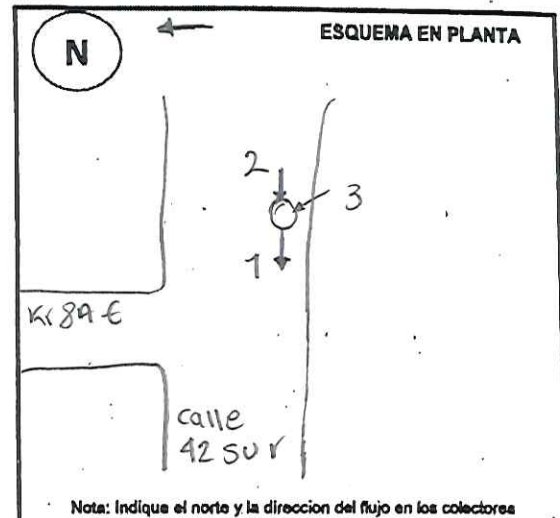 N
ESQUEMA EN PLANTA
2
3
1
Kr 89 E
calle
42 sur
Nota: Indique el norte y la direccion del flujo en los colectores